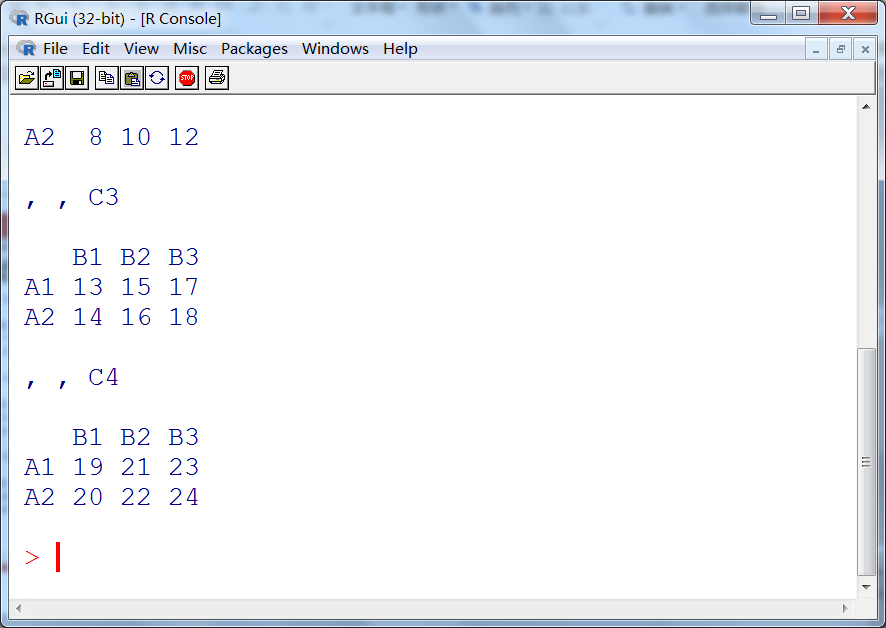 RGui (32-bit) - [R Console]
File Edit View Misc Packages Windows Help
STOP
A2  8 10 12
, , C3
   B1 B2 B3
A1 13 15 17
A2 14 16 18
, , C4
   B1 B2 B3
A1 19 21 23
A2 20 22 24
>